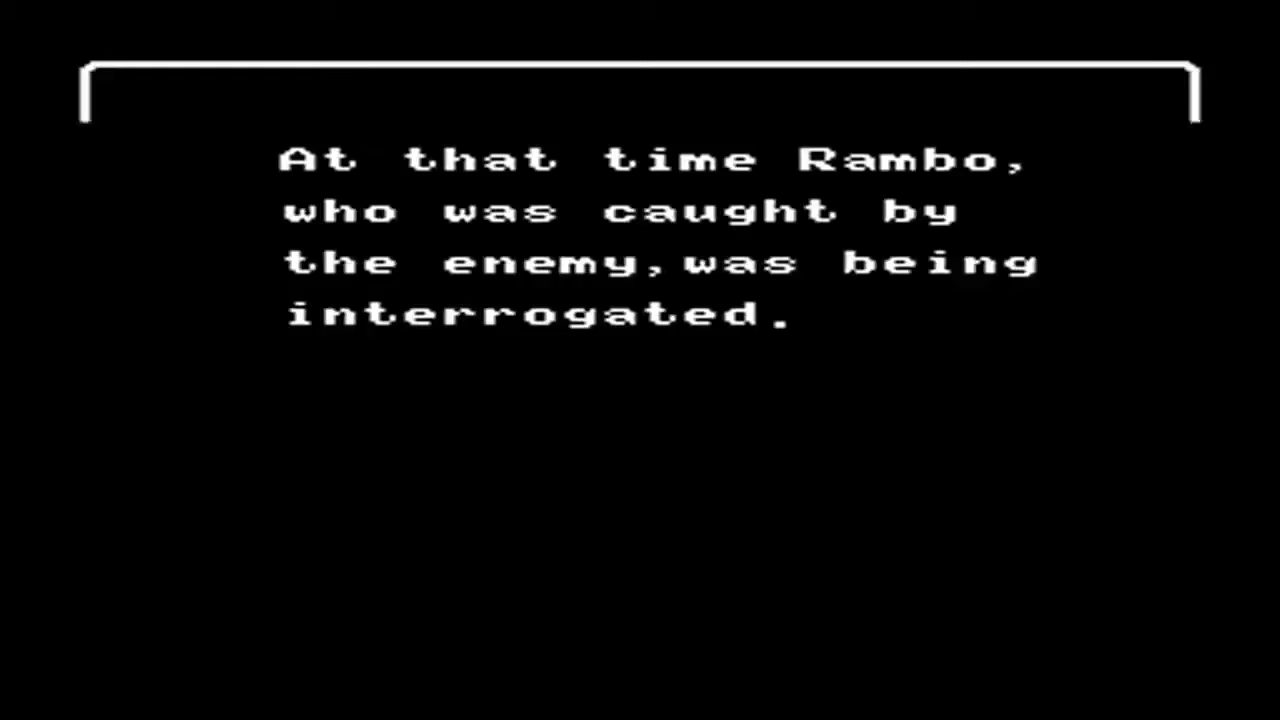 At that time Rambo,
who was caught by
the enemy,was being
interrogated.